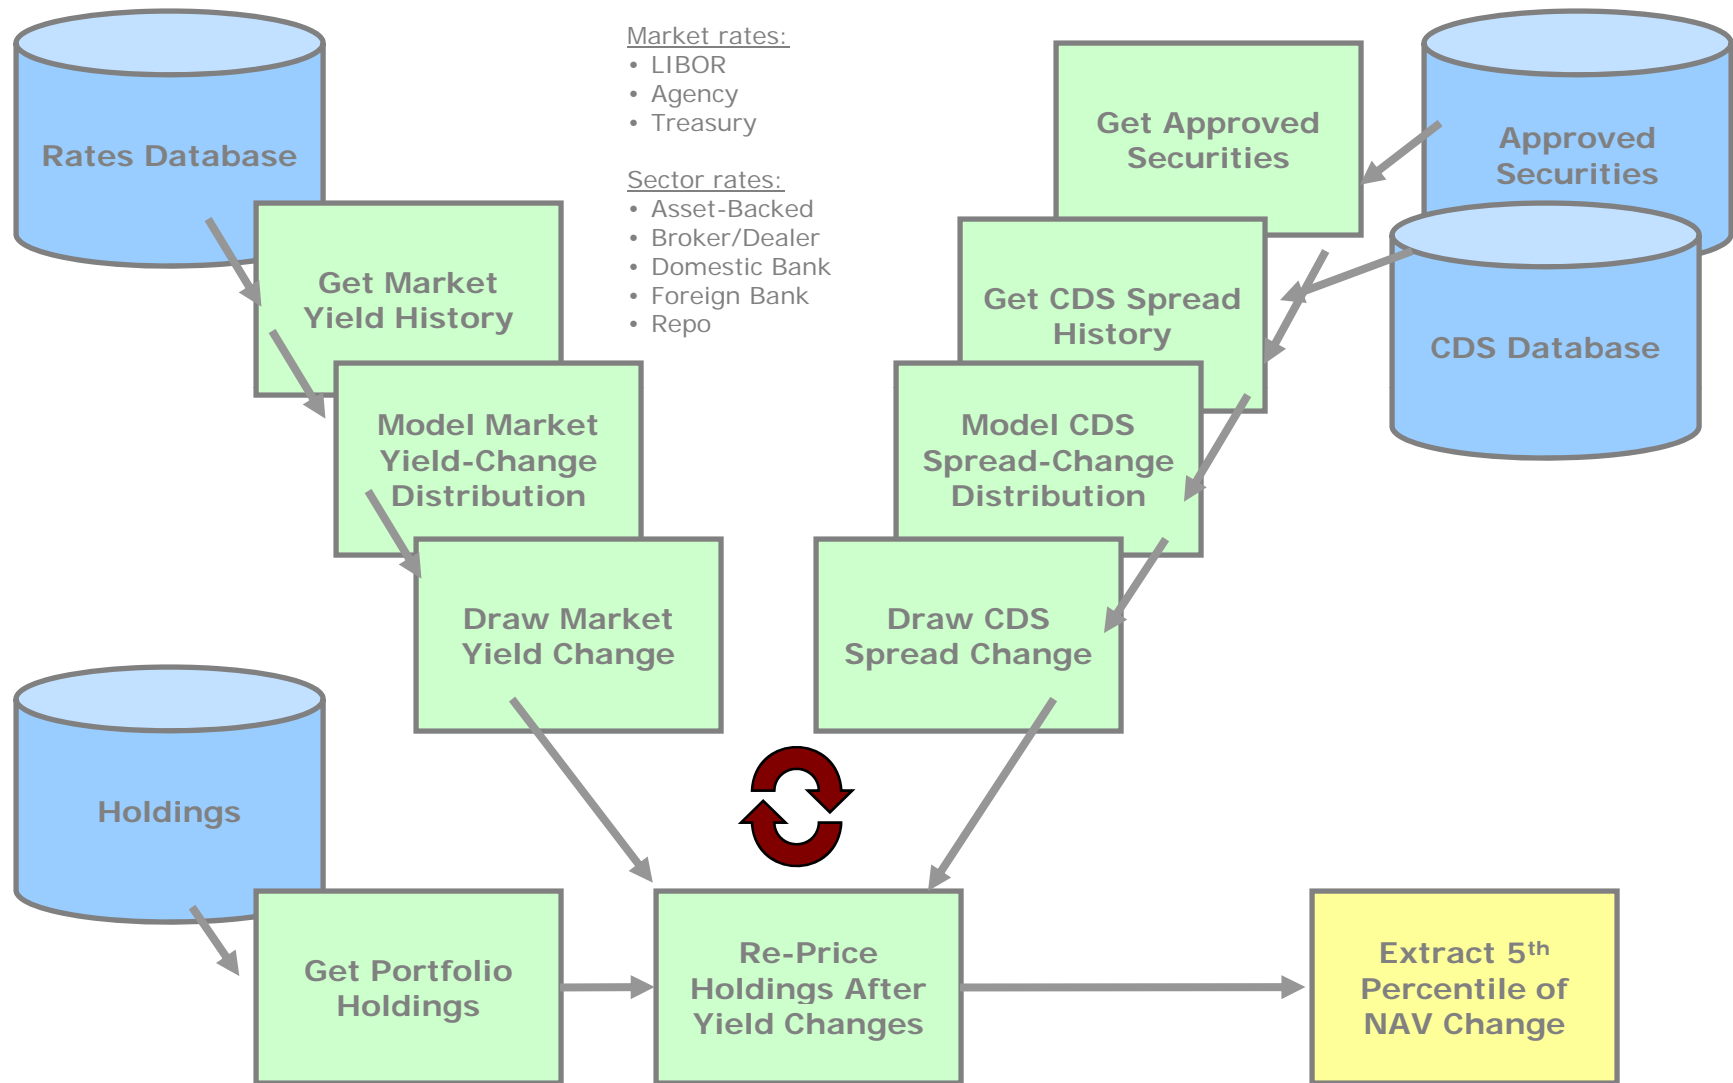 Market rates:
• LIBOR
• Agency
• Treasury
Sector rates:
• Asset-Backed
• Broker/Dealer
• Domestic Bank
• Foreign Bank
• Repo
Rates Database
Get Market
Yield History
Model Market
Yield-Change
Distribution
Draw Market
Yield Change
Get Approved
Securities
Approved
Securities
Get CDS Spread
History
CDS Database
Model CDS
Spread-Change
Distribution
Draw CDS
Spread Change
Holdings
Get Portfolio
Holdings
Re-Price
Holdings After
Yield Changes
Extract 5th
Percentile of
NAV Change